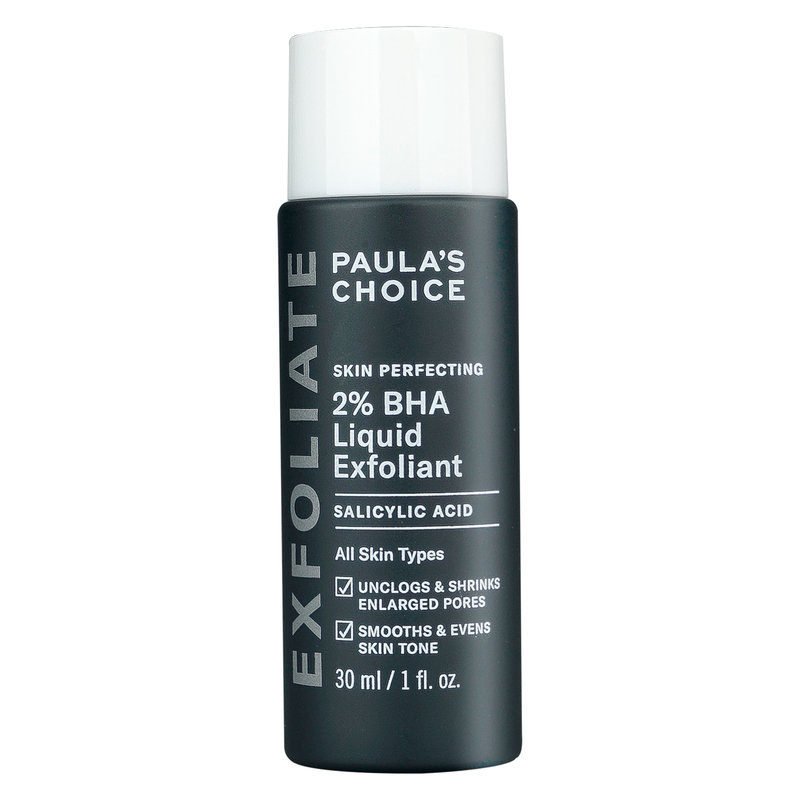 EXFOLIATE
PAULA'S
CHOICE
SKIN PERFECTING
2% BHA
Liquid
Exfoliant
SALICYLIC ACID
All Skin Types
☑ UNCLOGS & SHRINKS
ENLARGED PORES
☑ SMOOTHS & EVENS
SKIN TONE
30 ml / 1 fl. oz.